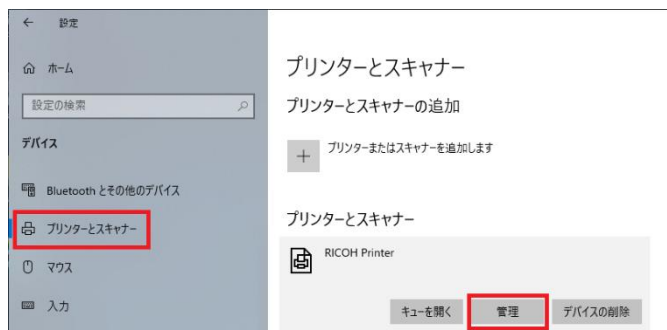 設定
ホーム
設定の検索
デバイス
Bluetooth とその他のデバイス
プリンターとスキャナー
マウス
入力
プリンターとスキャナー
プリンターとスキャナーの追加
プリンターまたはスキャナーを追加します
プリンターとスキャナー
RICOH Printer
キューを開く 管理 デバイスの削除